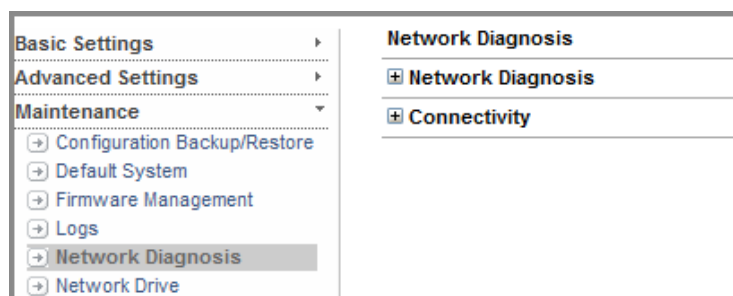 Basic Settings
Advanced Settings
Maintenance
Configuration Backup/Restore
Default System
Firmware Management
Logs
Network Diagnosis
Network Drive
Network Diagnosis
Network Diagnosis
Connectivity